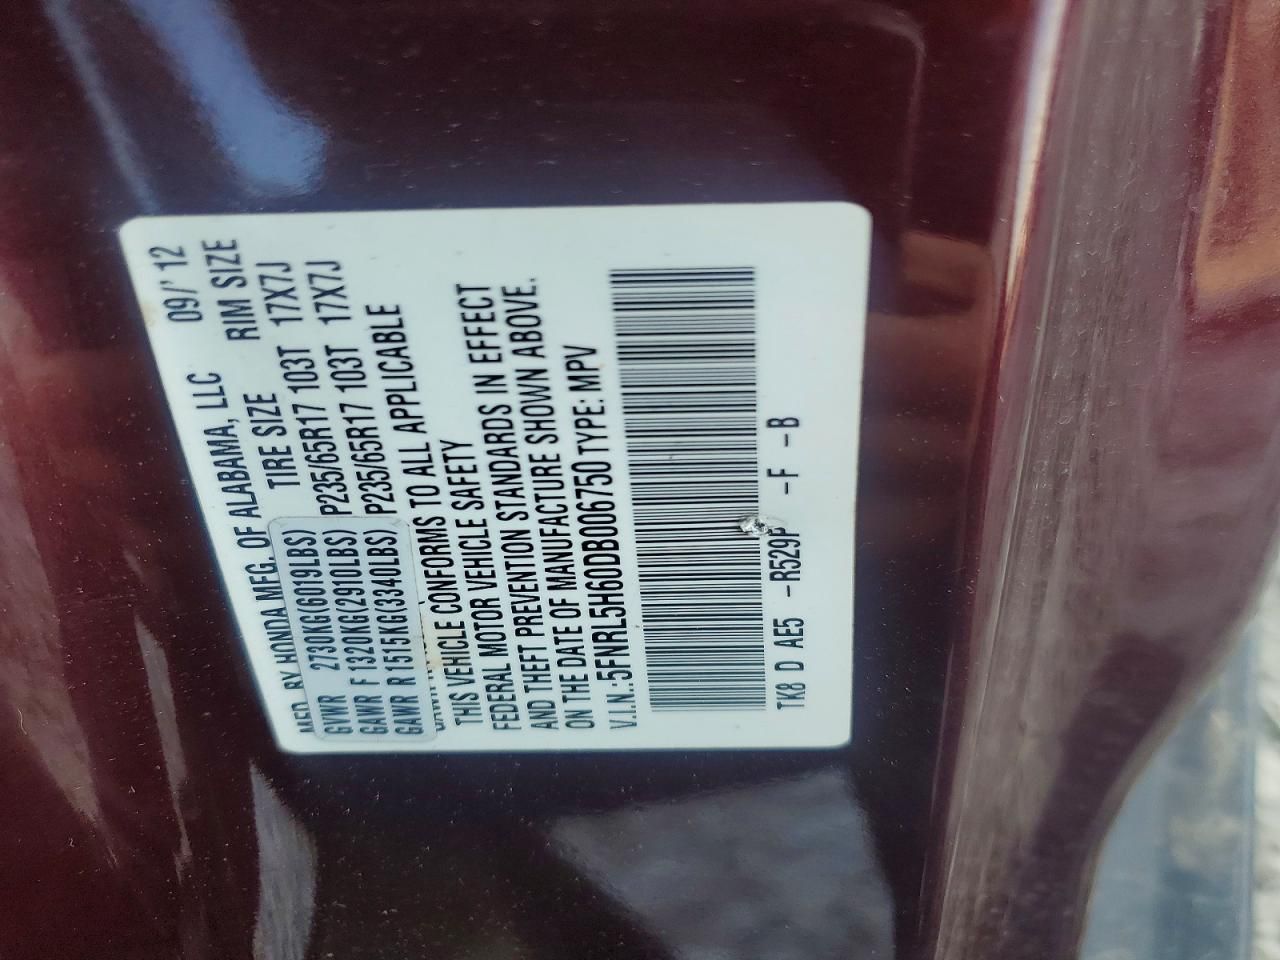 MFD. BY HONDA MFG. OF ALABAMA, LLC 09/'12
TIRE SIZE RIM SIZE
GVWR 2730KG(6019LBS)
GAWR F 1320KG(2910LBS) P235/65R17 103T 17X7J
GAWR R 1515KG(3340LBS) P235/65R17 103T 17X7J
THIS VEHICLE CONFORMS TO ALL APPLICABLE
FEDERAL MOTOR VEHICLE SAFETY
AND THEFT PREVENTION STANDARDS IN EFFECT
ON THE DATE OF MANUFACTURE SHOWN ABOVE.
V.I.N.:5FNRL5H60DB006750 TYPE: MPV
TK8 D AE5 -R529P -F -B